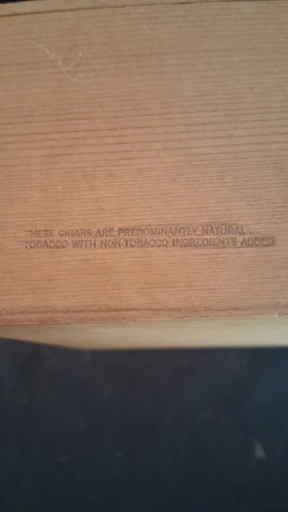 THESE CIGARS ARE PREDOMINANTLY NATURAL
TOBACCO WITH NON-TOBACCO INGREDIENTS ADDED